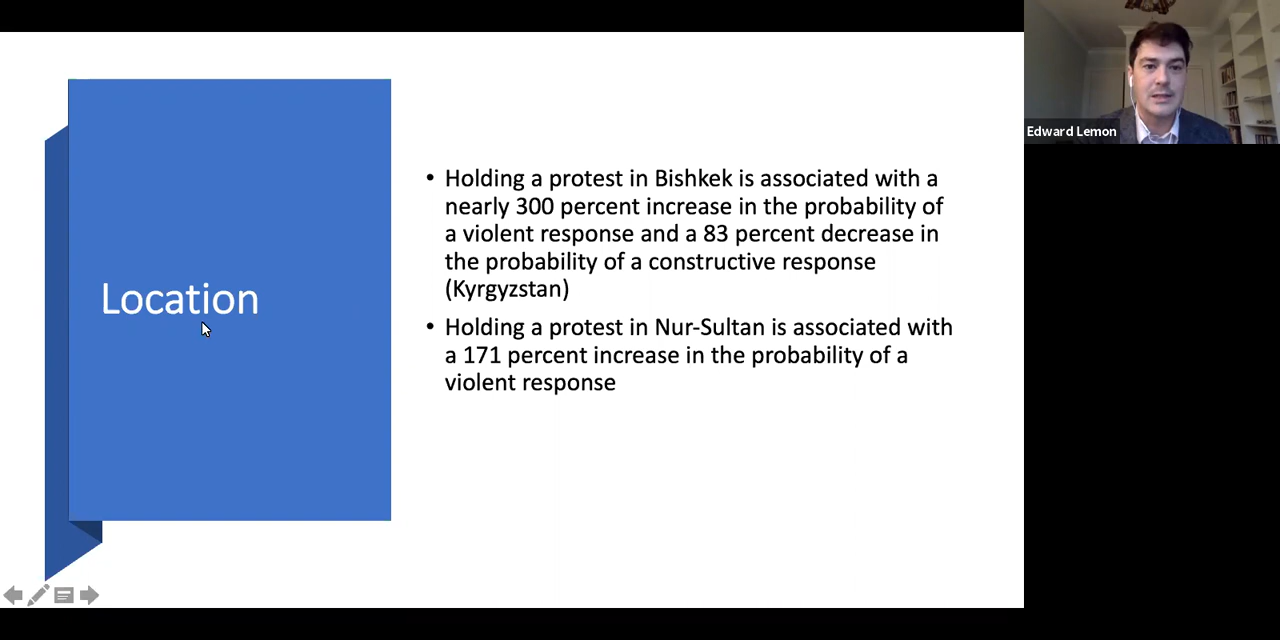 Location
• Holding a protest in Bishkek is associated with a
nearly 300 percent increase in the probability of
a violent response and a 83 percent decrease in
the probability of a constructive response
(Kyrgyzstan)
• Holding a protest in Nur-Sultan is associated with
a 171 percent increase in the probability of a
violent response
Edward Lemon